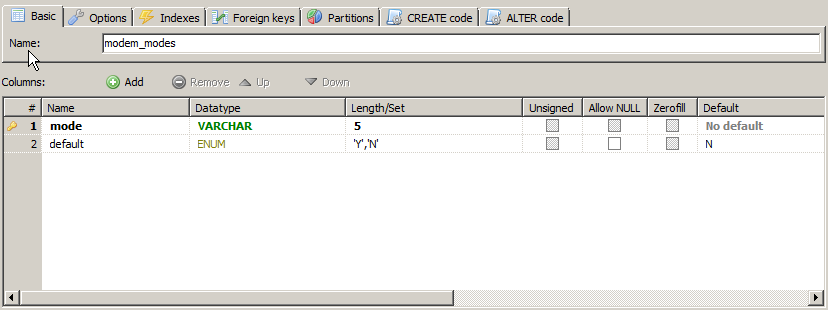 Basic Options Indexes Foreign keys Partitions CREATE code ALTER code
Name: modem_modes
Columns: Add Remove Up Down
# Name Datatype Length/Set Unsigned Allow NULL Zerofill Default
1 mode VARCHAR 5 No default
2 default ENUM 'Y','N' N